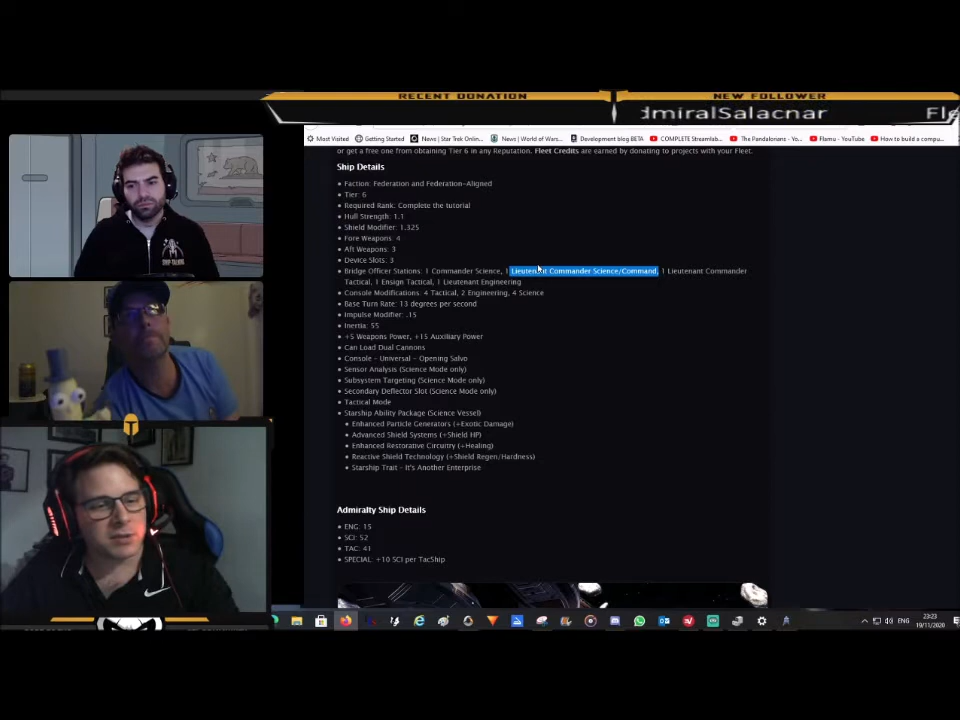 RECENT DONATION
NEW FOLLOWER
dmiralSalacnar
Fle
Most Visited
Getting Started
News | Star Trek Onlin...
News | World of Wars...
Development blog BETA
COMPLETE Streamlab...
The Pandalorians - Yo...
Flamu - YouTube
How to build a compu...
or get a free one from obtaining Tier 6 in any Reputation. Fleet Credits are earned by donating to projects with your Fleet.
Ship Details
Faction: Federation and Federation-Aligned
Tier: 6
Required Rank: Complete the tutorial
Hull Strength: 1.1
Shield Modifier: 1.325
Fore Weapons: 4
Aft Weapons: 3
Device Slots: 3
Bridge Officer Stations: 1 Commander Science, 1 Lieutenant Commander Science/Command, 1 Lieutenant Commander
Tactical, 1 Ensign Tactical, 1 Lieutenant Engineering
Console Modifications: 4 Tactical, 2 Engineering, 4 Science
Base Turn Rate: 13 degrees per second
Impulse Modifier: .15
Inertia: 55
+5 Weapons Power, +15 Auxiliary Power
Can Load Dual Cannons
Console - Universal - Opening Salvo
Sensor Analysis (Science Mode only)
Subsystem Targeting (Science Mode only)
Secondary Deflector Slot (Science Mode only)
Tactical Mode
Starship Ability Package (Science Vessel)
Enhanced Particle Generators (+Exotic Damage)
Advanced Shield Systems (+Shield HP)
Enhanced Restorative Circuitry (+Healing)
Reactive Shield Technology (+Shield Regen/Hardness)
Starship Trait - It's Another Enterprise
Admiralty Ship Details
ENG: 15
SCI: 52
TAC: 41
SPECIAL: +10 SCI per TacShip
ENG
23:23
19/11/2020